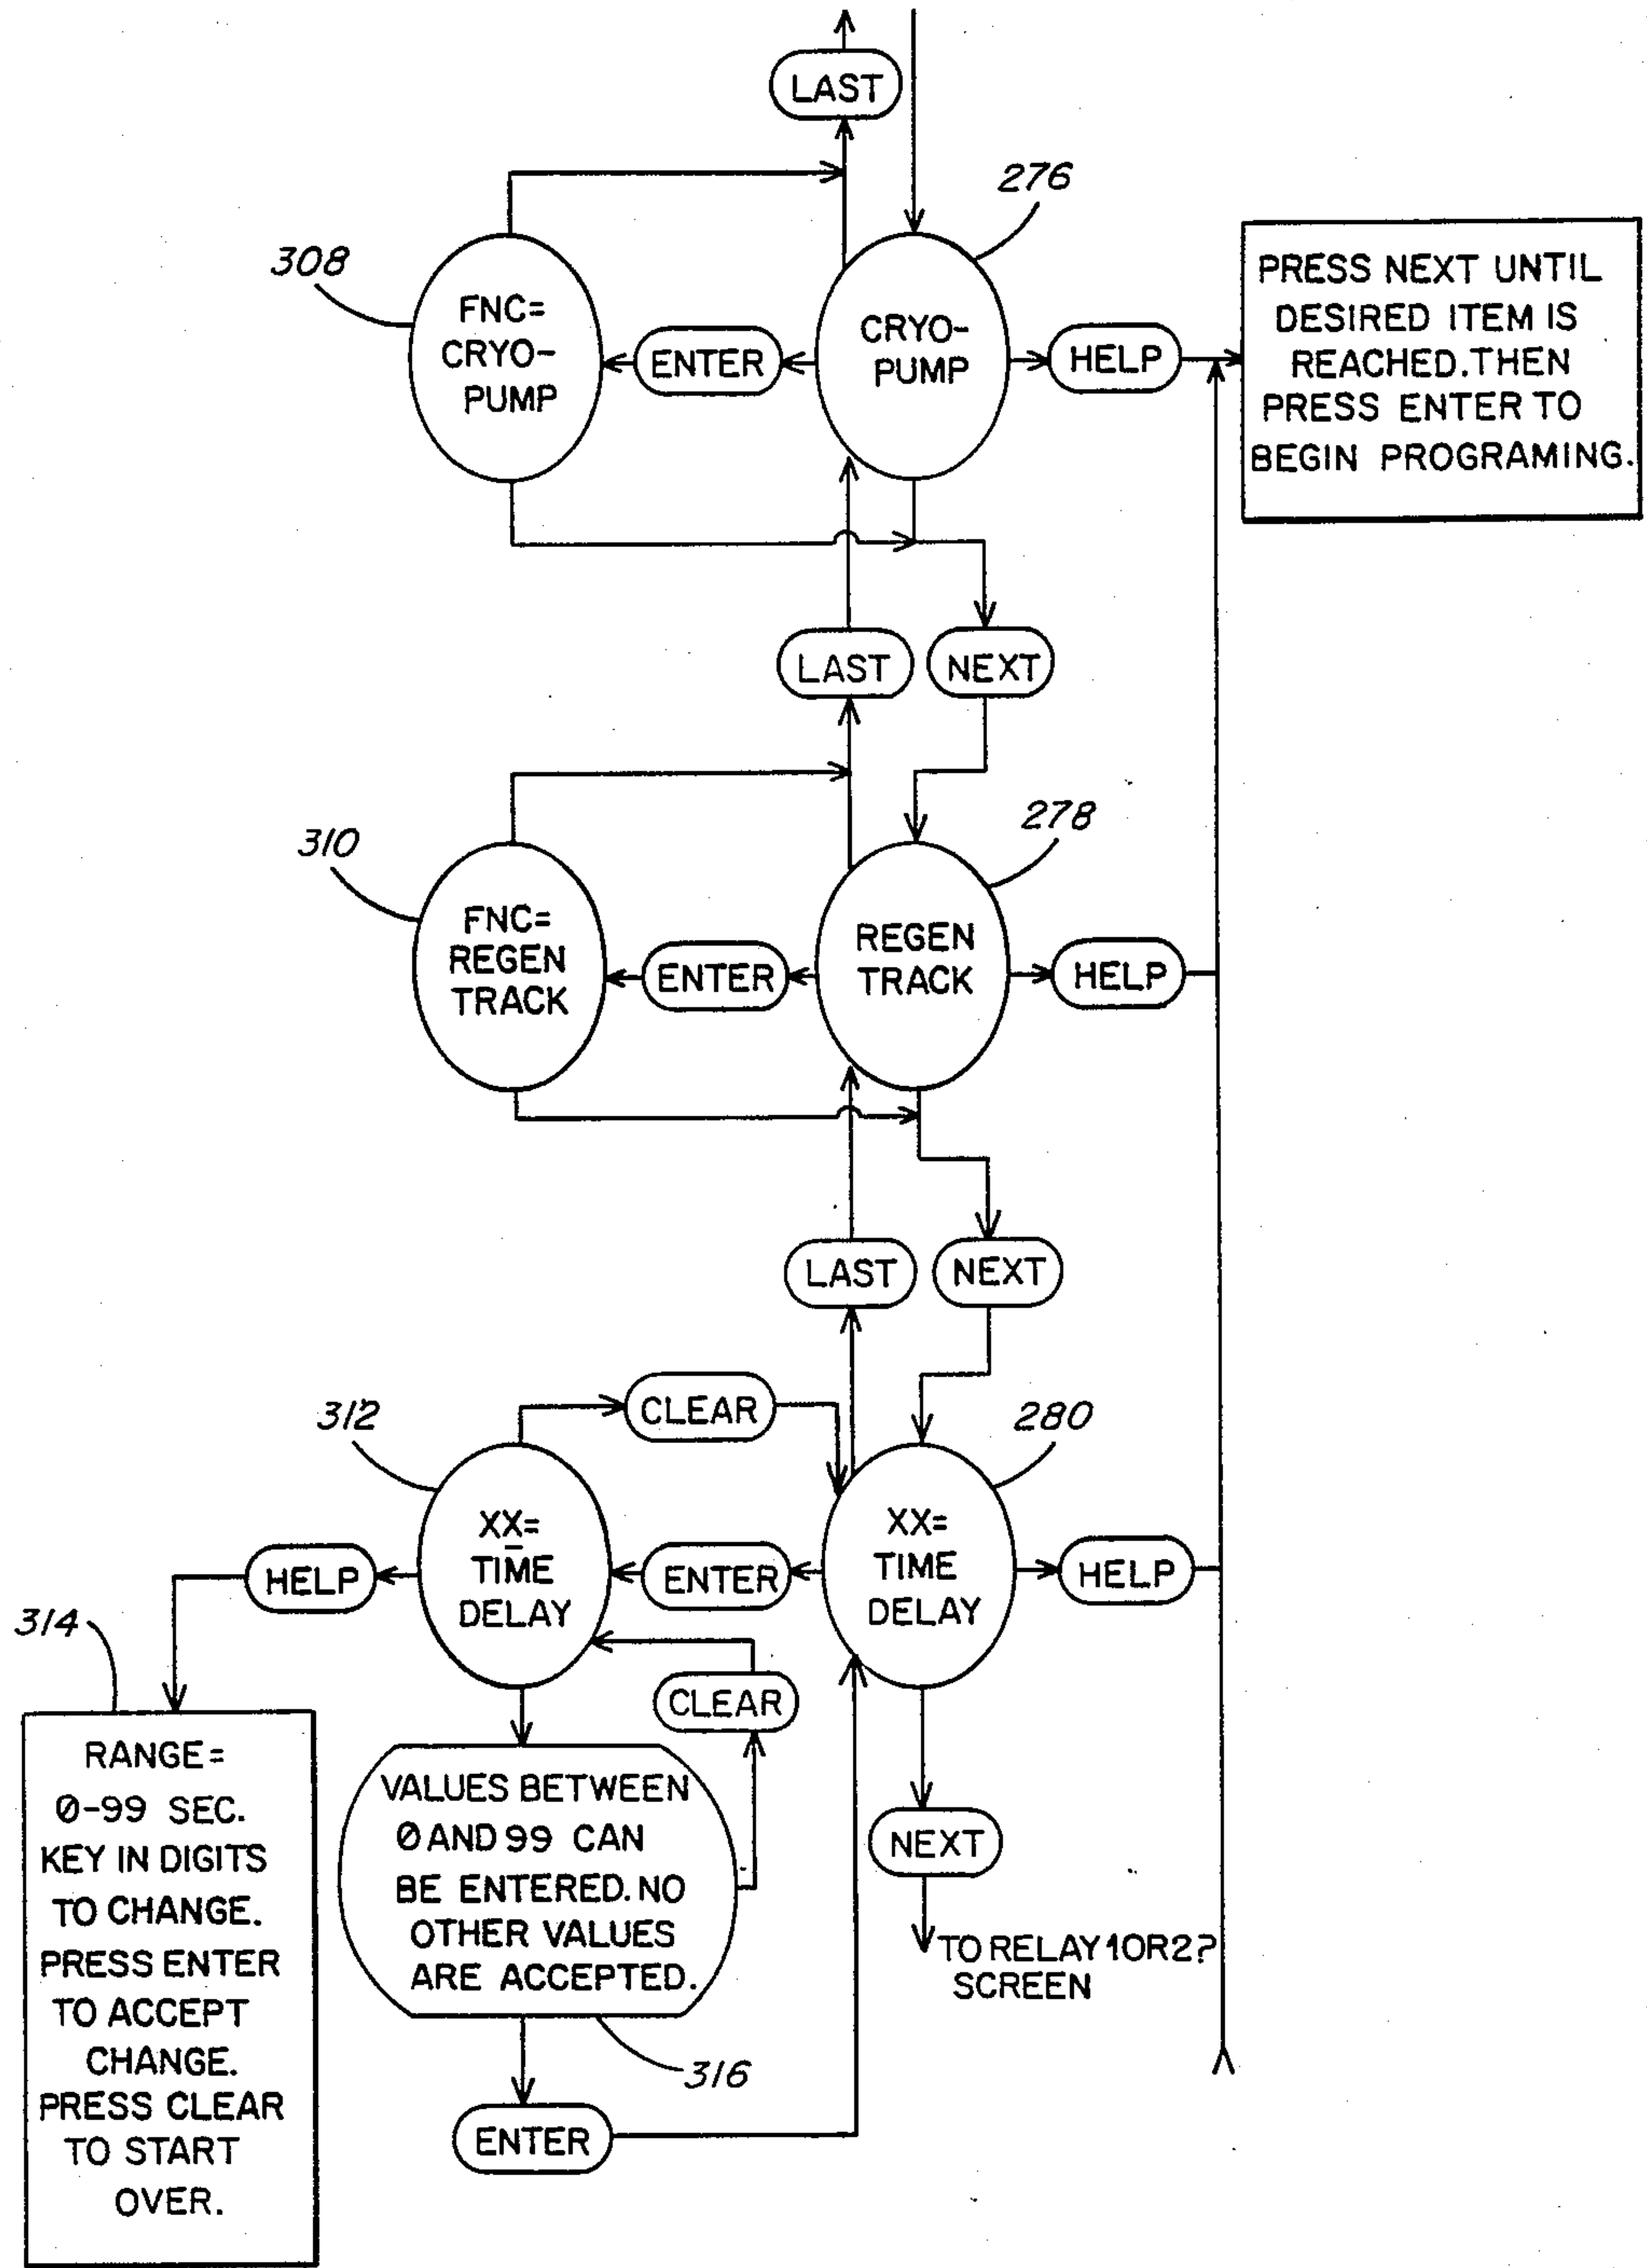 LAST
276
308
FNC=
CRYO-
PUMP
ENTER
CRYO-
PUMP
HELP
PRESS NEXT UNTIL
DESIRED ITEM IS
REACHED.THEN
PRESS ENTER TO
BEGIN PROGRAMING.
LAST
NEXT
278
310
FNC=
REGEN
TRACK
ENTER
REGEN
TRACK
HELP
LAST
NEXT
CLEAR
312
280
XX=
TIME
DELAY
HELP
ENTER
XX=
TIME
DELAY
HELP
314
CLEAR
RANGE=
0-99 SEC.
KEY IN DIGITS
TO CHANGE.
PRESS ENTER
TO ACCEPT
CHANGE.
PRESS CLEAR
TO START
OVER.
VALUES BETWEEN
0 AND 99 CAN
BE ENTERED. NO
OTHER VALUES
ARE ACCEPTED.
316
ENTER
NEXT
TO RELAY 1OR2?
SCREEN